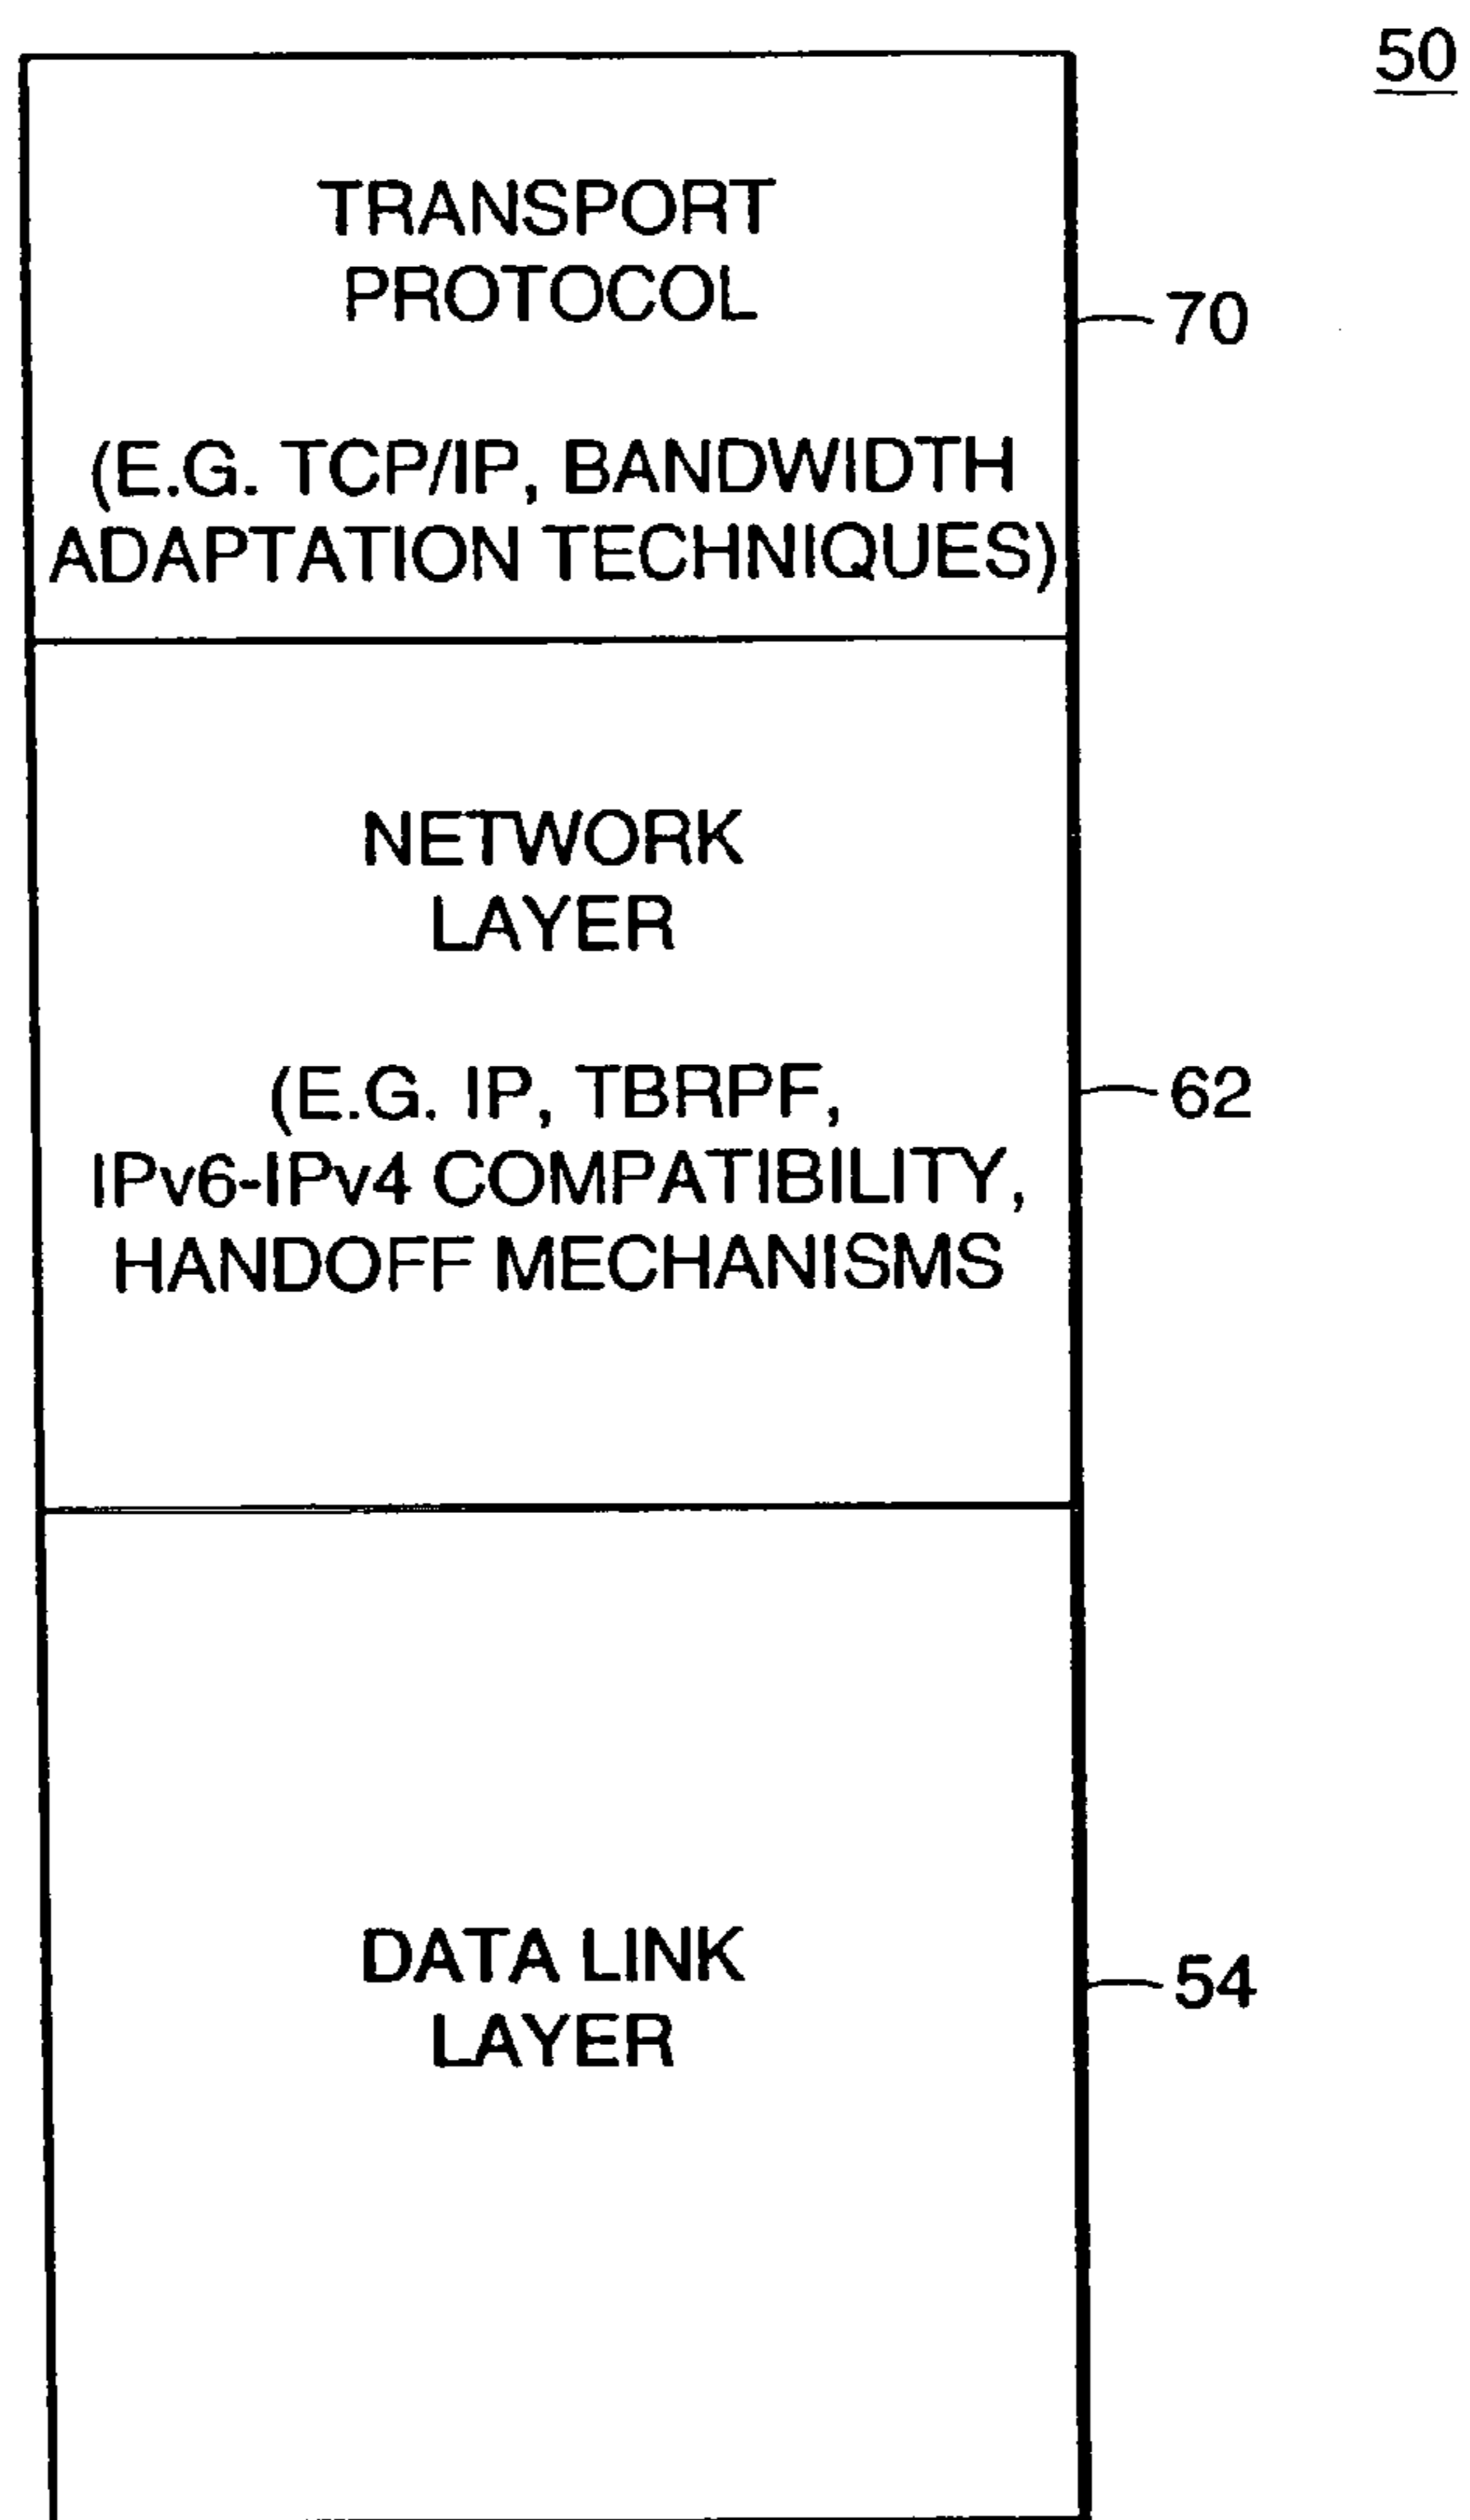 50
TRANSPORT
PROTOCOL
70
(E.G. TCP/IP, BANDWIDTH
ADAPTATION TECHNIQUES)
NETWORK
LAYER
(E.G. IP, TBRPF,
62
IPv6-IPv4 COMPATIBILITY,
HANDOFF MECHANISMS
DATA LINK
54
LAYER